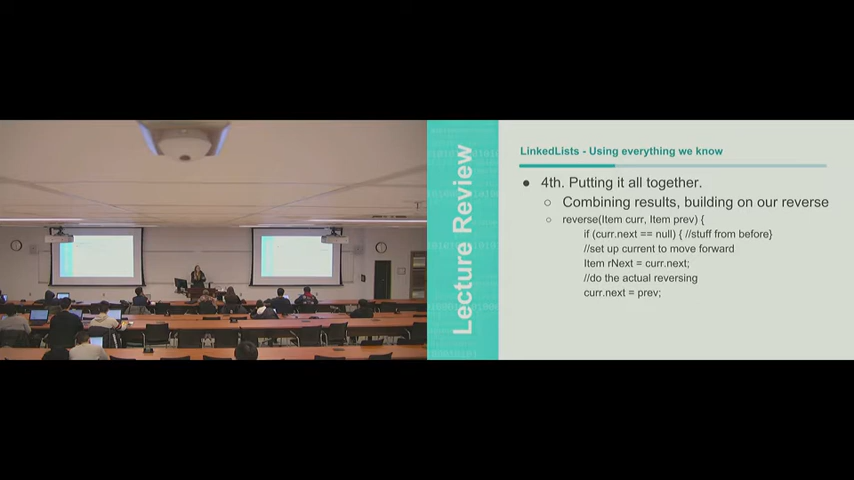 Lecture Review
LinkedLists - Using everything we know
● 4th. Putting it all together.
○ Combining results, building on our reverse
○ reverse(Item curr, Item prev) {
if (curr.next == null) { //stuff from before}
//set up current to move forward
Item rNext = curr.next;
//do the actual reversing
curr.next = prev;